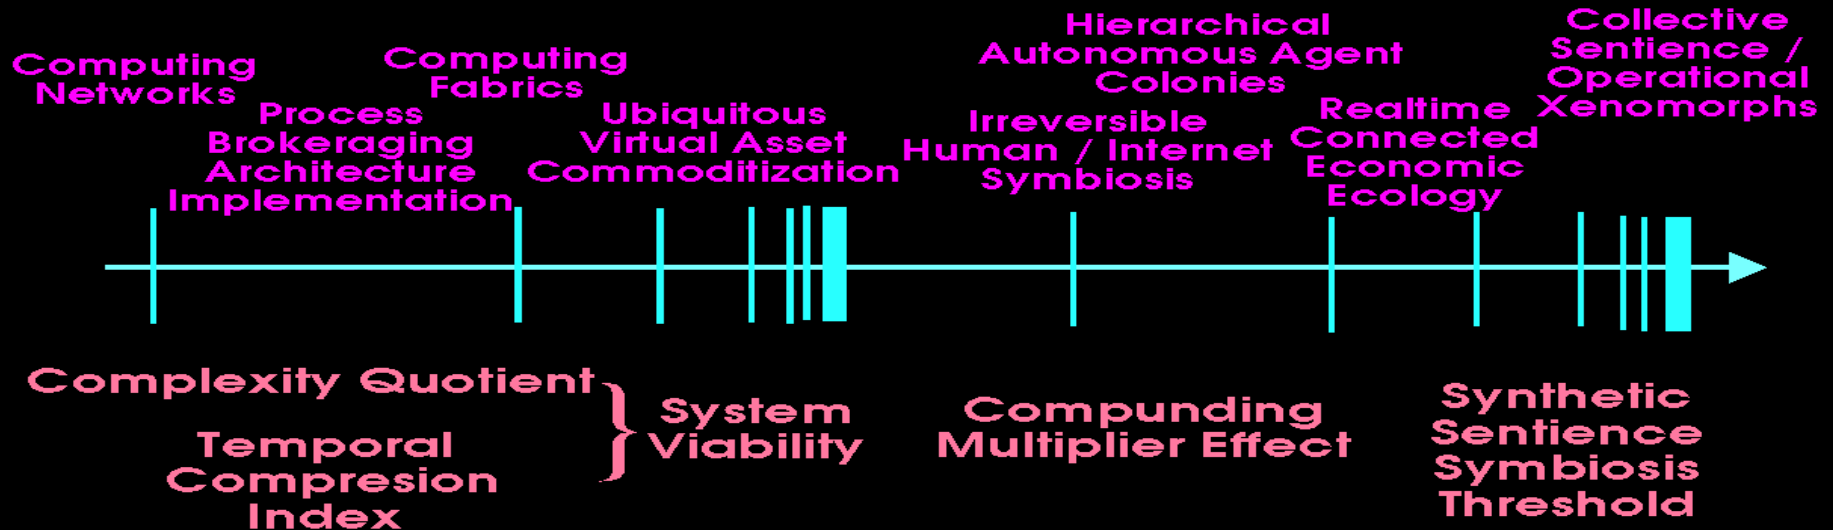 Computing
Networks
Process
Brokeraging
Architecture
Implementation
Computing
Fabrics
Ubiquitous
Virtual Asset
Commoditization
Hierarchical
Autonomous Agent
Colonies
Irreversible
Human / Internet
Symbiosis
Realtime
Connected
Economic
Ecology
Collective
Sentience /
Operational
Xenomorphs
Complexity Quotient
Temporal
Compresion
Index
}
System
Viability
Compunding
Multiplier Effect
Synthetic
Sentience
Symbiosis
Threshold